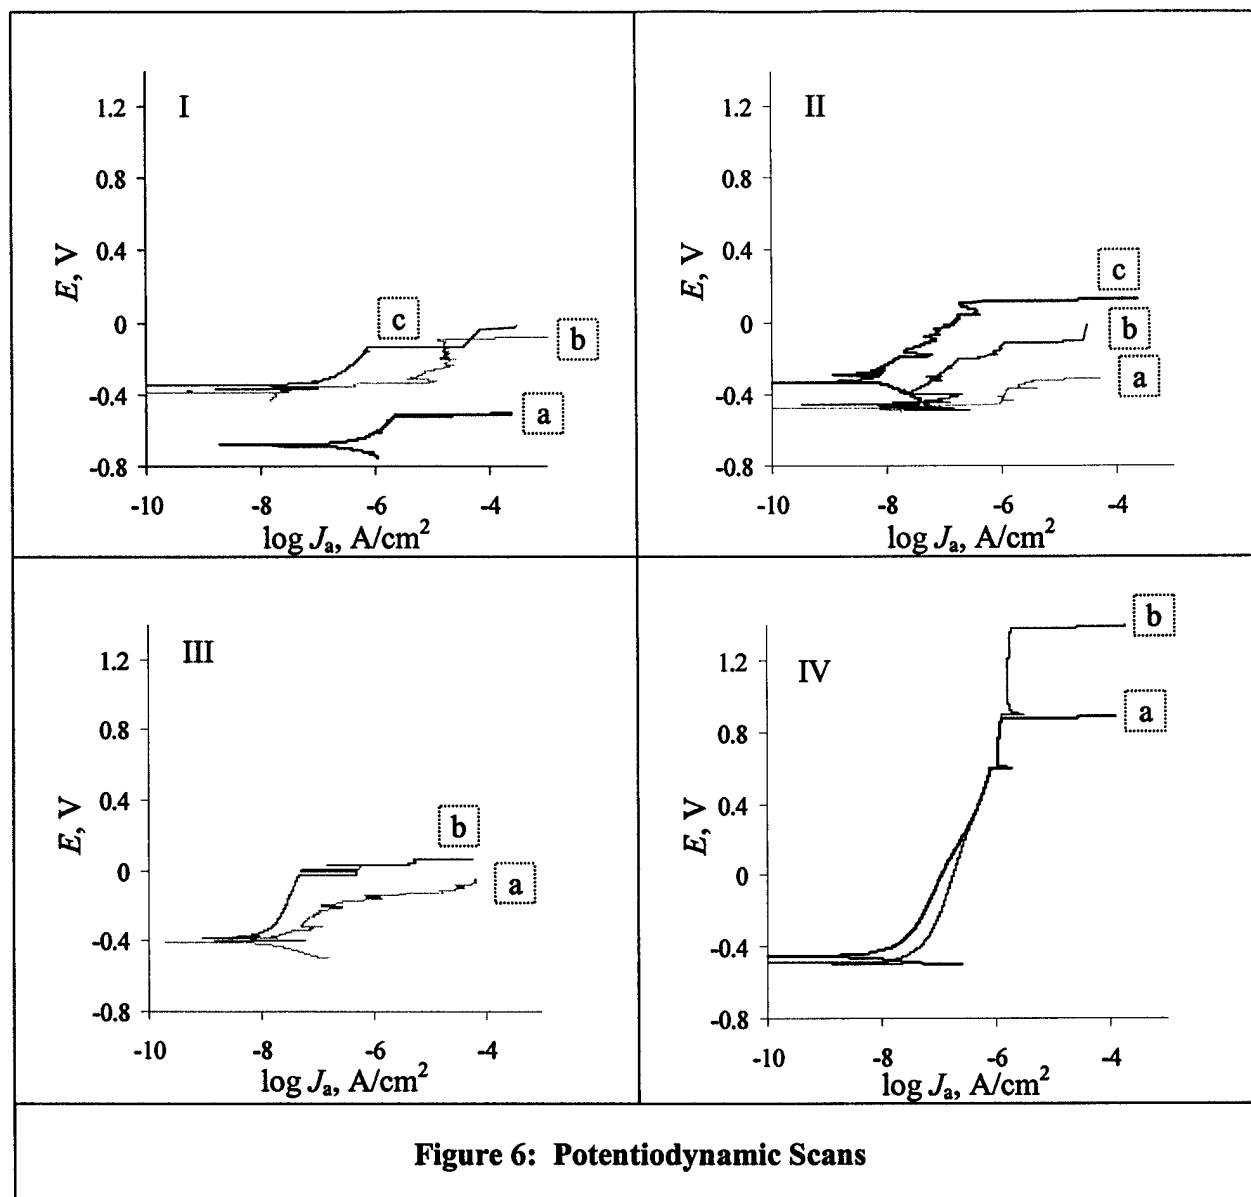 I
1.2
0.8
0.4
0
-0.4
-0.8
E, V
c
b
a
-10 -8 -6 -4
log Ja, A/cm²
II
1.2
0.8
0.4
0
-0.4
-0.8
E, V
c
b
a
-10 -8 -6 -4
log Ja, A/cm²
III
1.2
0.8
0.4
0
-0.4
-0.8
E, V
b
a
-10 -8 -6 -4
log Ja, A/cm²
IV
1.2
0.8
0.4
0
-0.4
-0.8
E, V
b
a
-10 -8 -6 -4
log Ja, A/cm²
Figure 6: Potentiodynamic Scans